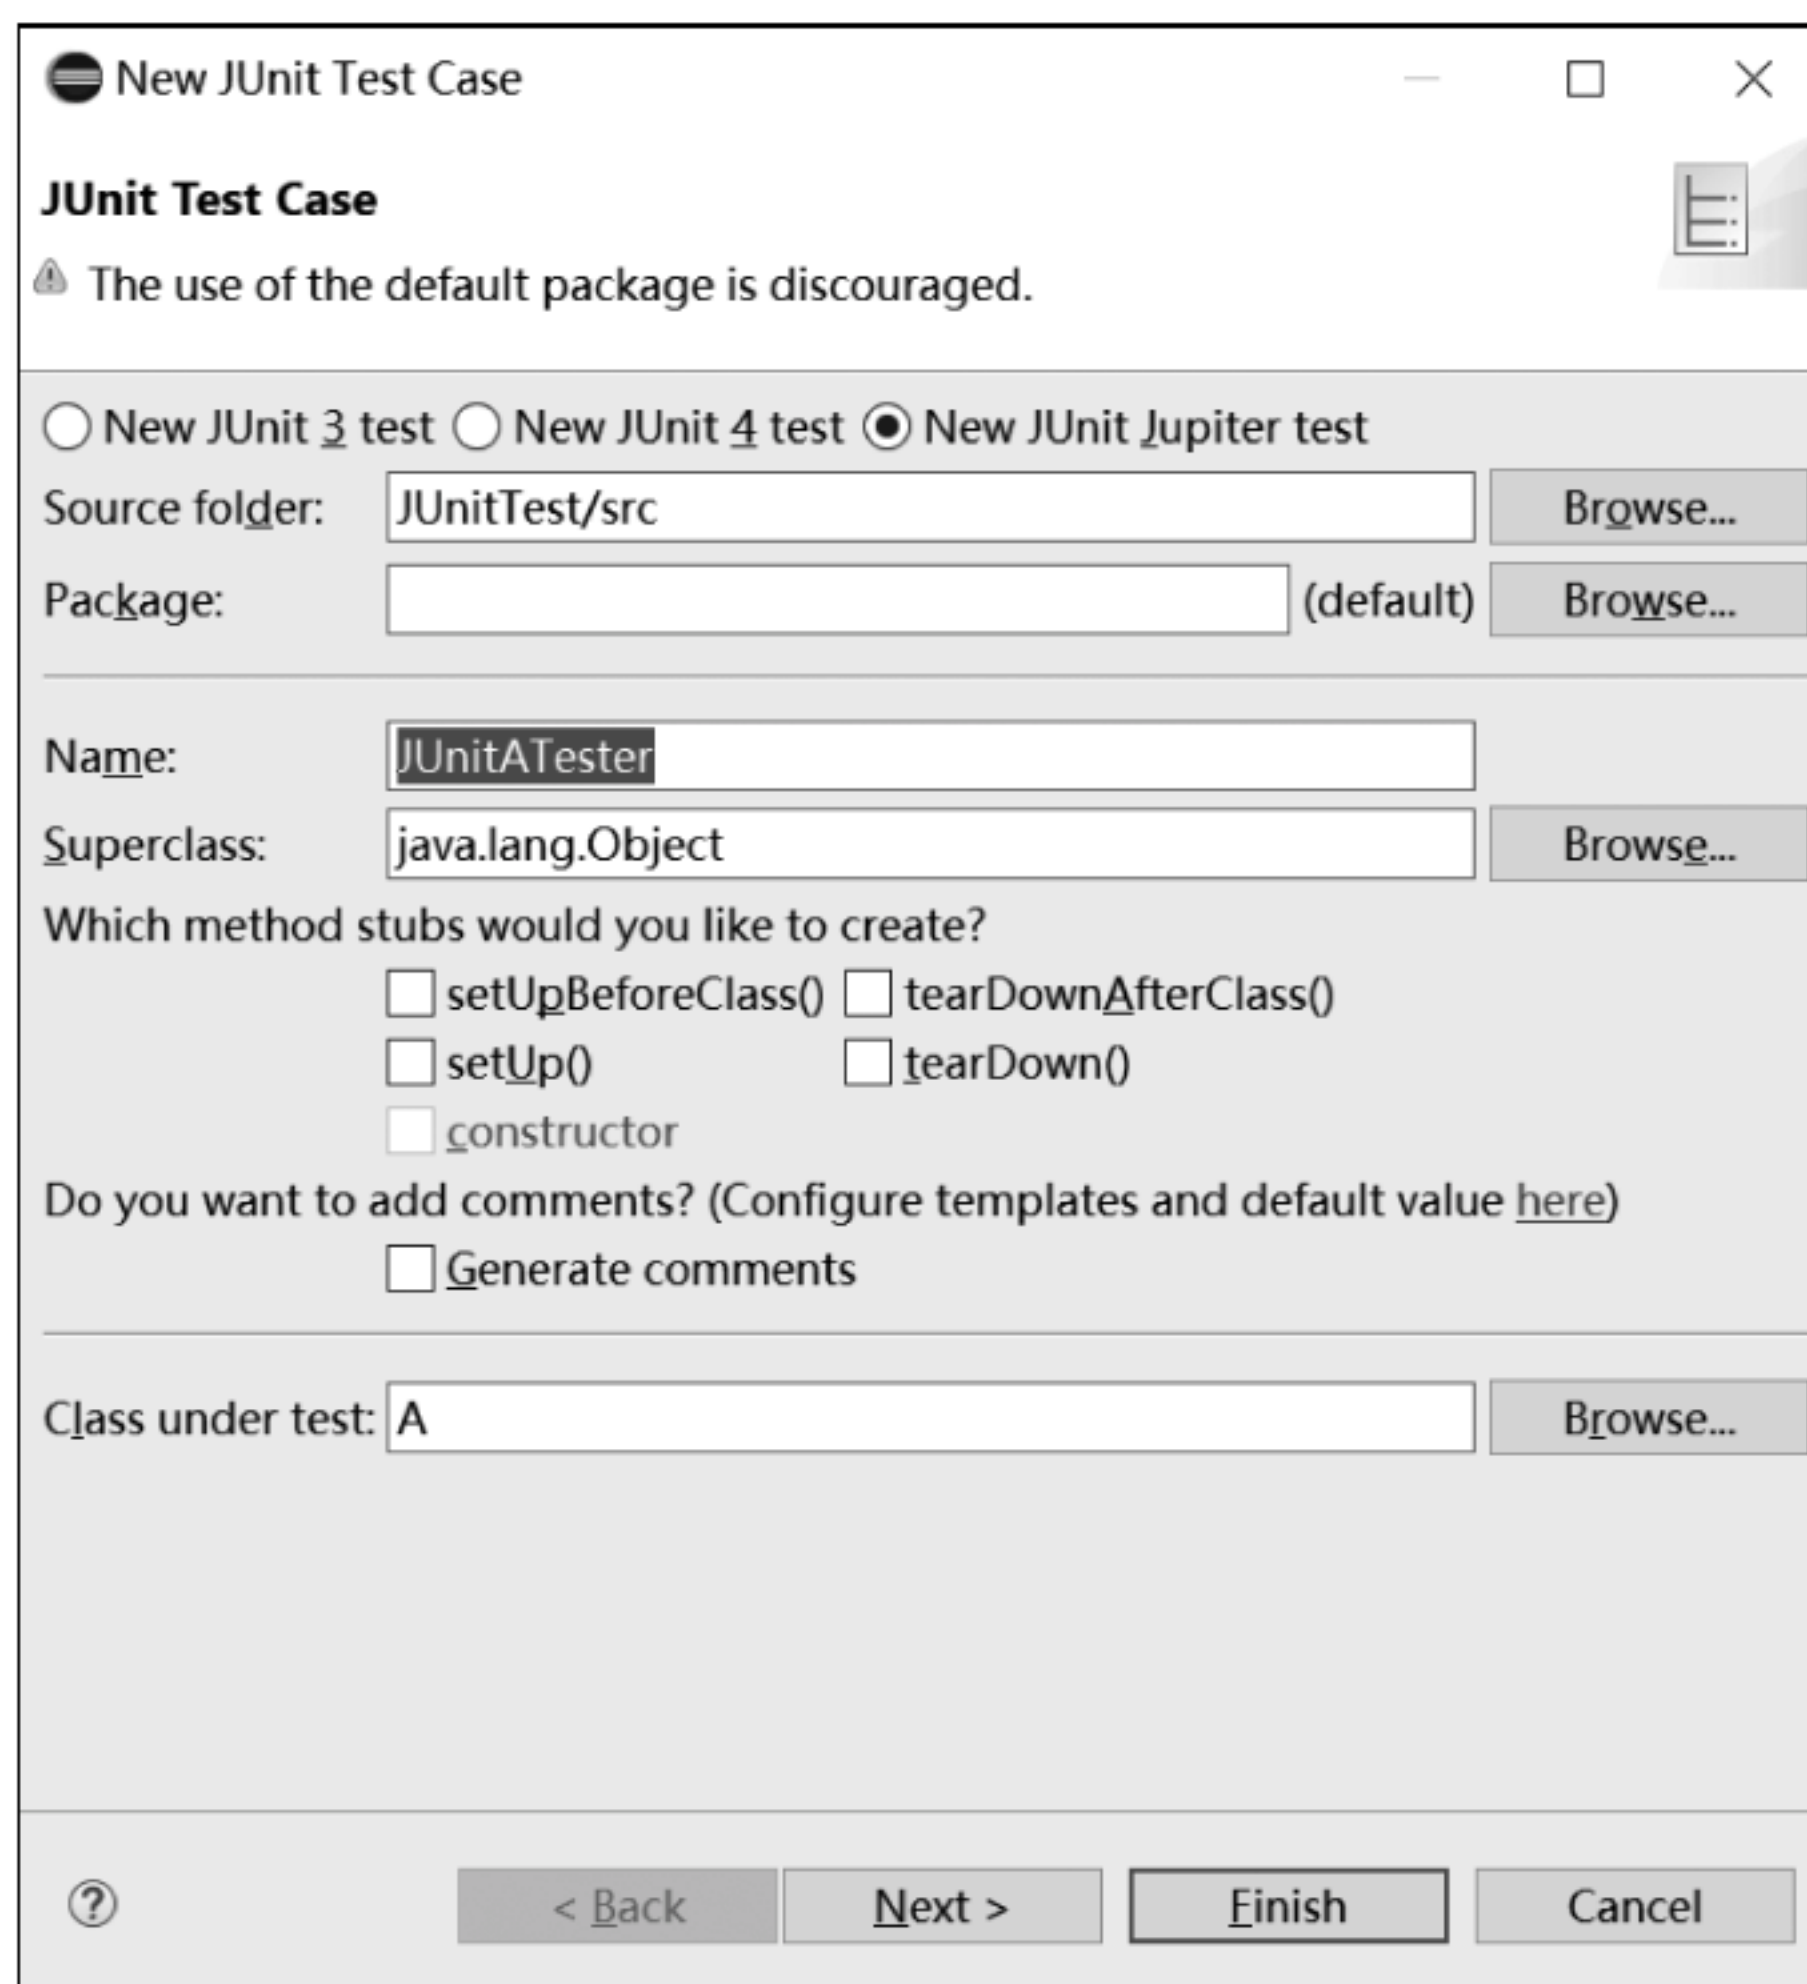 New JUnit Test Case
JUnit Test Case
The use of the default package is discouraged.
New JUnit 3 test New JUnit 4 test New JUnit Jupiter test
Source folder: JUnitTest/src Browse...
Package: (default) Browse...
Name: JUnitATester
Superclass: java.lang.Object Browse...
Which method stubs would you like to create?
setUpBeforeClass() tearDownAfterClass()
setUp() tearDown()
constructor
Do you want to add comments? (Configure templates and default value here)
Generate comments
Class under test: A Browse...
? < Back Next > Finish Cancel